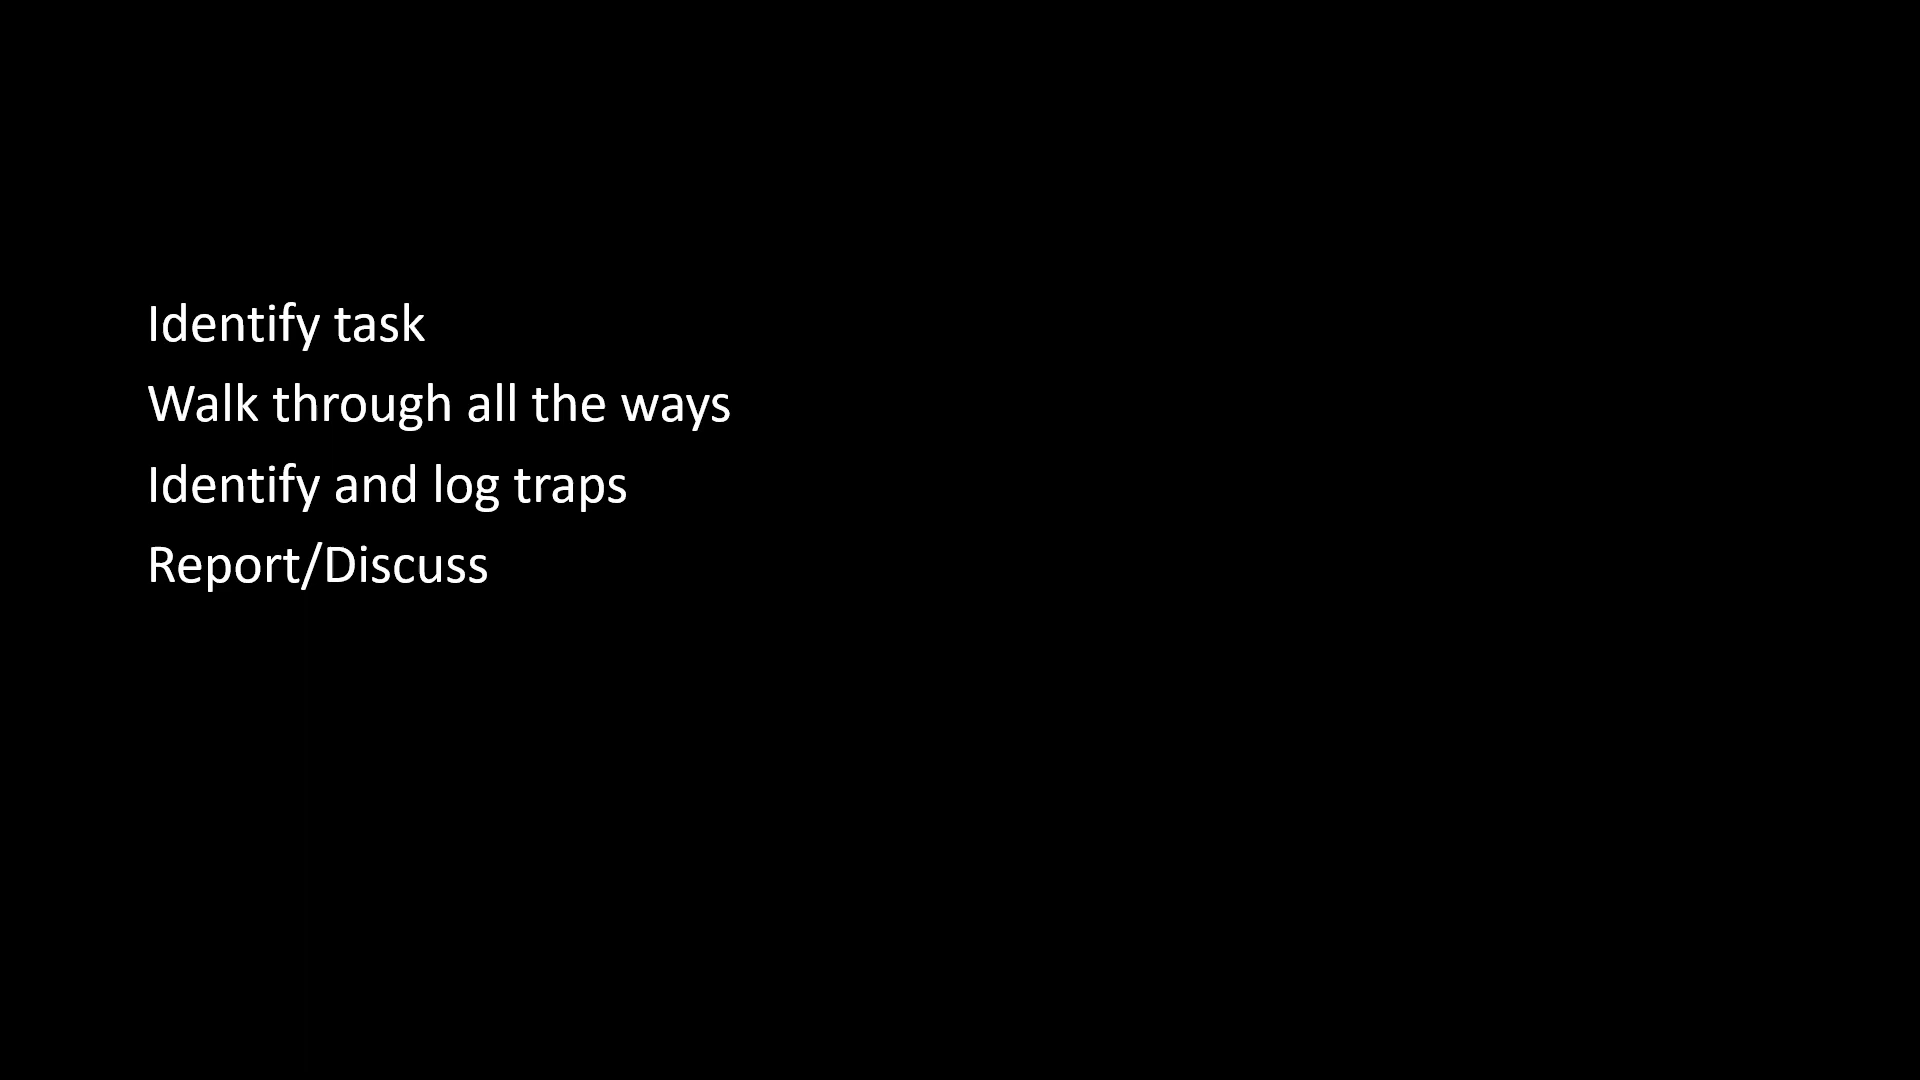 Identify task
Walk through all the ways
Identify and log traps
Report/Discuss